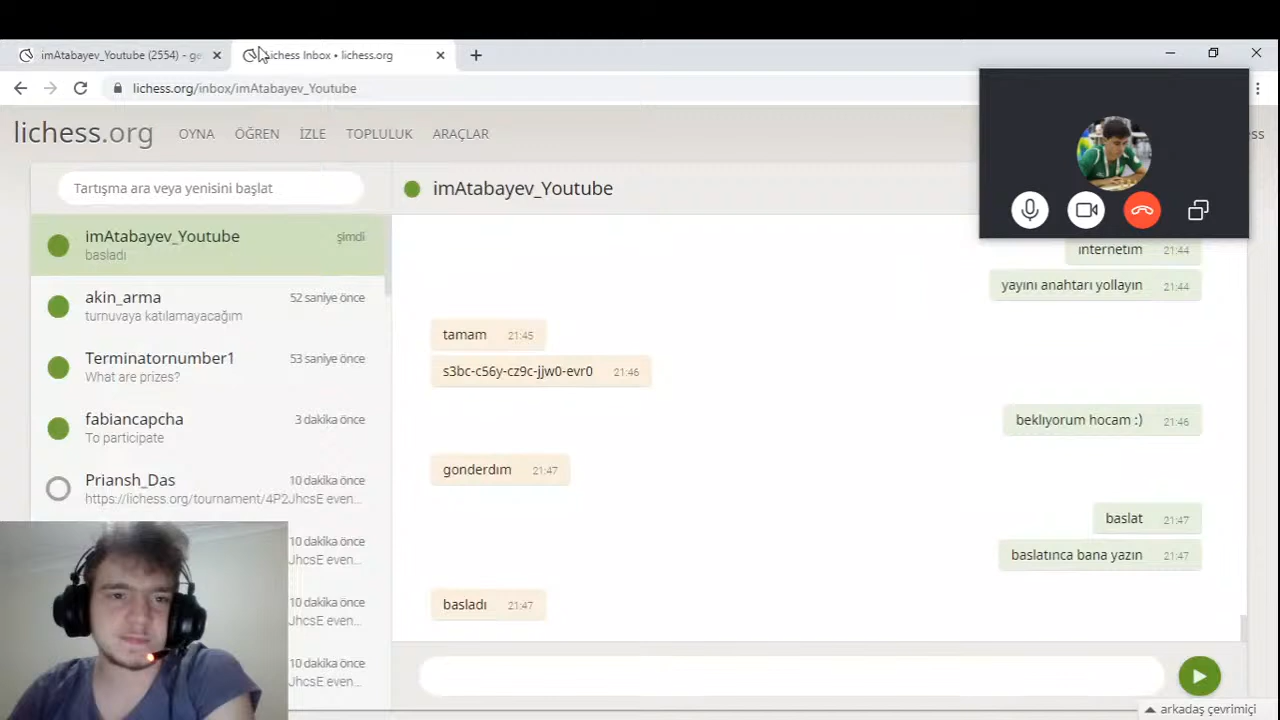 imAtabayev_Youtube (2554) - ge
Lichess Inbox • lichess.org
lichess.org/inbox/imAtabayev_Youtube
lichess.org
OYNA
ÖĞREN
İZLE
TOPLULUK
ARAÇLAR
ess
Tartışma ara veya yenisini başlat
imAtabayev_Youtube
şimdi
basladı
akin_arma
52 saniye önce
turnuvaya katılamayacağım
Terminatornumber1
53 saniye önce
What are prizes?
fabiancapcha
3 dakika önce
To participate
Priansh_Das
10 dakika önce
https://lichess.org/tournament/4P2JhcsE even...
10 dakika önce
JhcsE even...
10 dakika önce
JhcsE even...
10 dakika önce
JhcsE even...
imAtabayev_Youtube
internetim 21:44
yayını anahtarı yollayın 21:44
tamam 21:45
s3bc-c56y-cz9c-jjw0-evr0 21:46
beklıyorum hocam :) 21:46
gonderdım 21:47
baslat 21:47
baslatınca bana yazın 21:47
basladı 21:47
arkadaş çevrimiçi